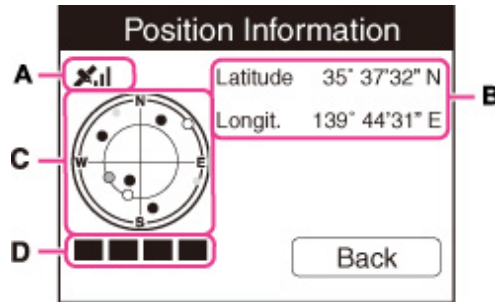 Position Information
A
Latitude 35° 37'32" N
B
Longit. 139° 44'31" E
C
N
W
E
S
D
Back